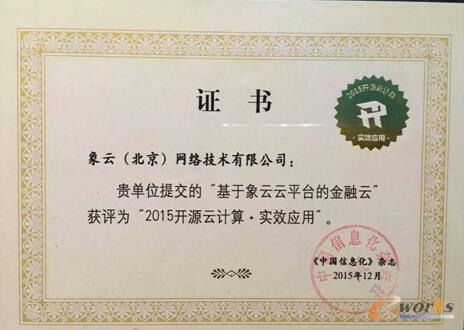 证 书
2015开源云计算
·实效应用·
象云（北京）网络技术有限公司：
贵单位提交的“基于象云云平台的金融云”
获评为“2015开源云计算·实效应用”。
《中国信息化》杂志
2015年12月
e-works